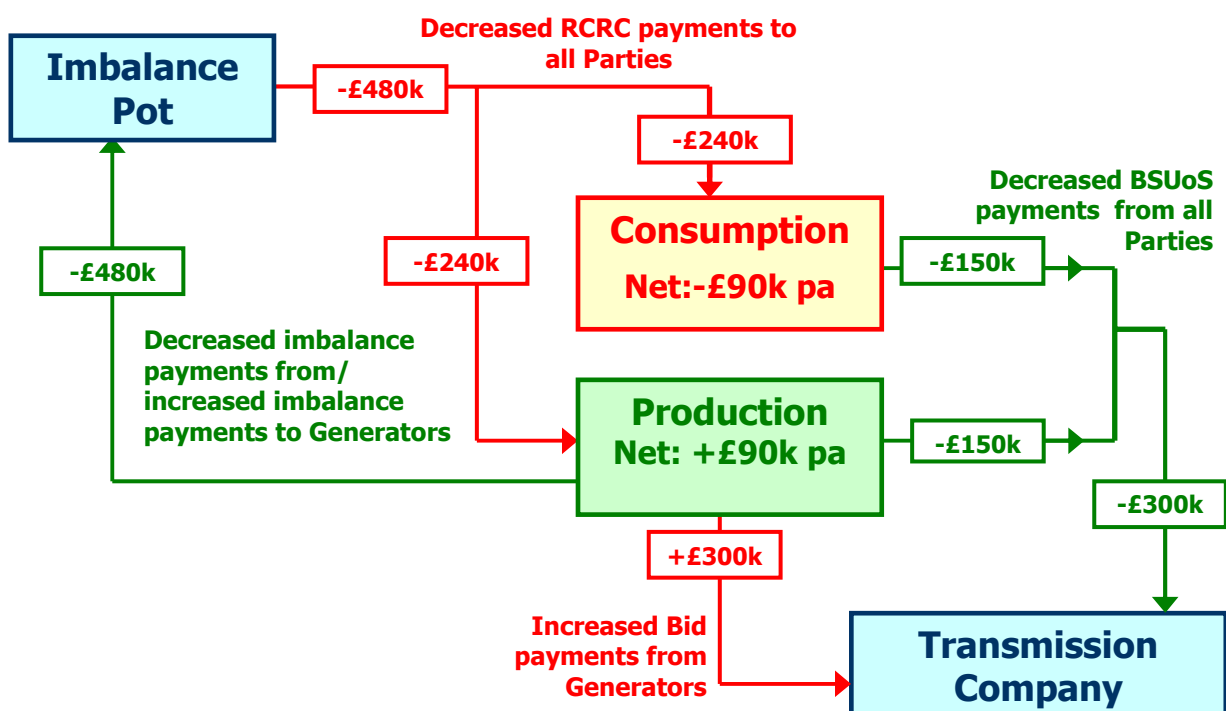 Decreased RCRC payments to
all Parties
Imbalance
Pot
-£480k
-£240k
Decreased BSUoS
payments from all
Parties
Consumption
Net:-£90k pa
-£150k
-£480k
-£240k
Decreased imbalance
payments from/
increased imbalance
payments to Generators
Production
Net: +£90k pa
-£150k
-£300k
+£300k
Increased Bid
payments from
Generators
Transmission
Company